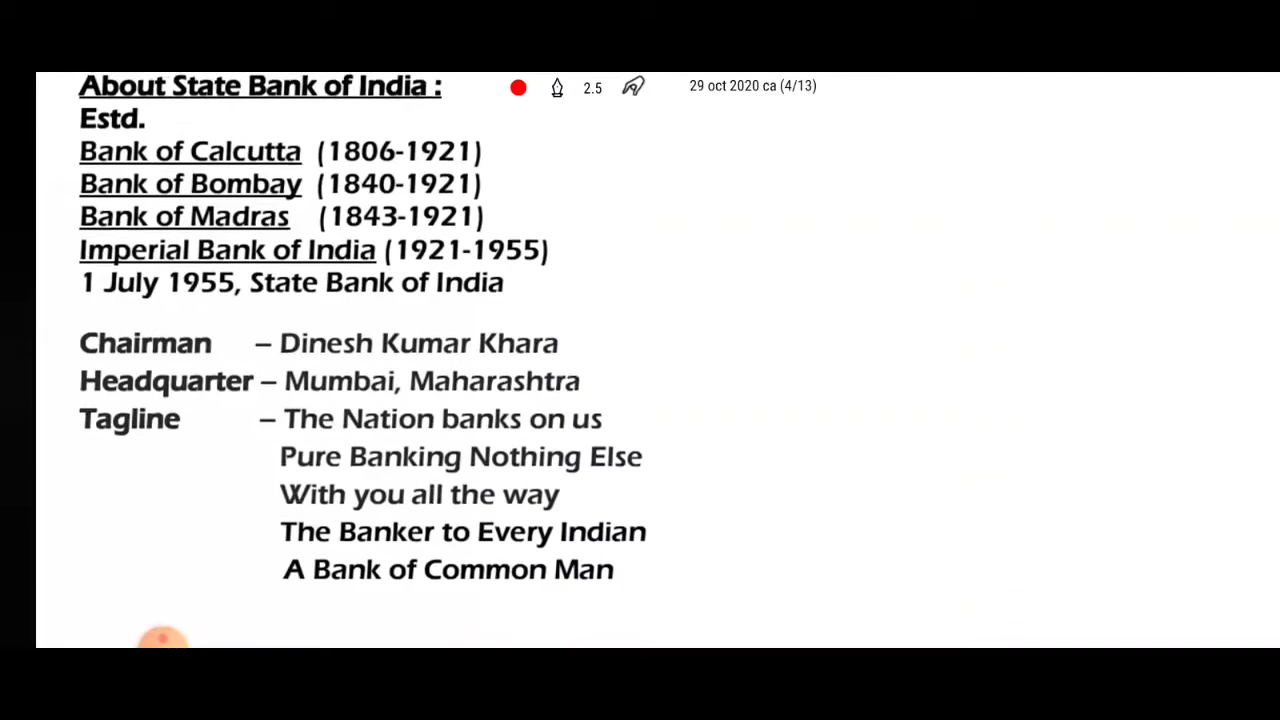 About State Bank of India :
2.5
29 oct 2020 ca (4/13)
Estd.
Bank of Calcutta (1806-1921)
Bank of Bombay (1840-1921)
Bank of Madras (1843-1921)
Imperial Bank of India (1921-1955)
1 July 1955, State Bank of India
Chairman – Dinesh Kumar Khara
Headquarter – Mumbai, Maharashtra
Tagline – The Nation banks on us
Pure Banking Nothing Else
With you all the way
The Banker to Every Indian
A Bank of Common Man